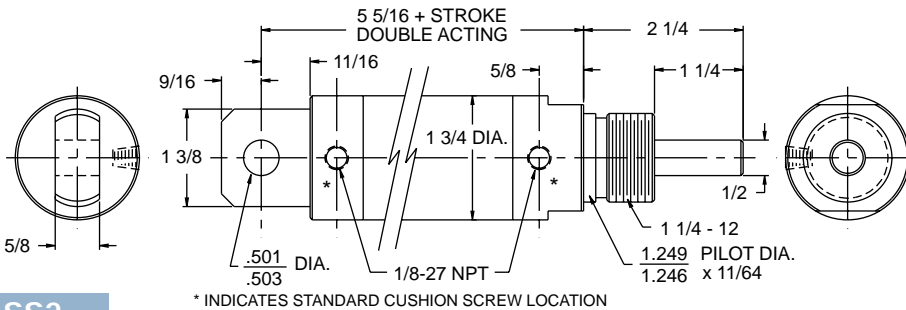 5 5/16 + STROKE
DOUBLE ACTING
2 1/4
9/16
11/16
5/8
1 1/4
1 3/8
1 3/4 DIA.
*
*
1/2
5/8
.501
.503
DIA.
1/8-27 NPT
1 1/4 - 12
1.249
1.246
PILOT DIA.
x 11/64
* INDICATES STANDARD CUSHION SCREW LOCATION